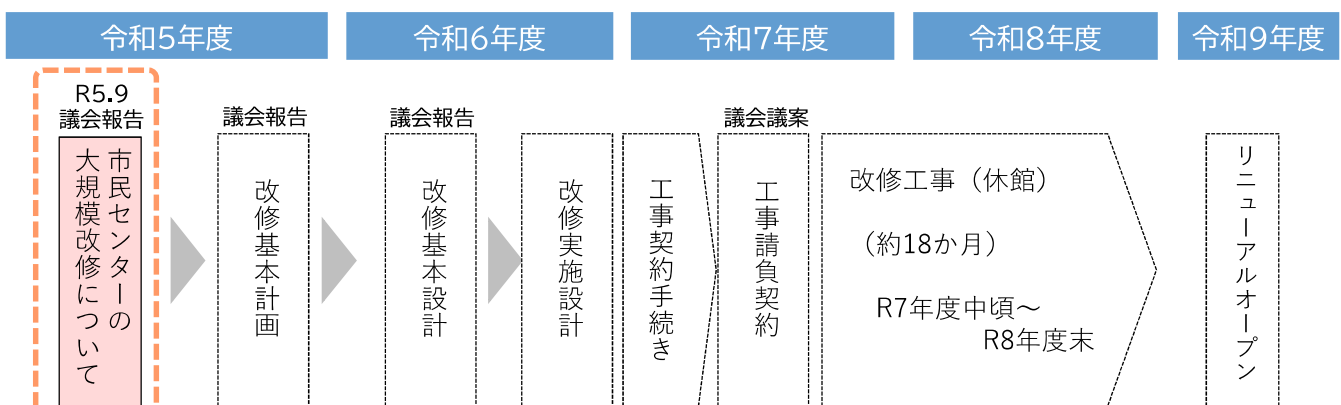 令和5年度
令和6年度
令和7年度
令和8年度
令和9年度
R5.9
議会報告
市民センターの
大規模改修について
議会報告
改修基本計画
議会報告
改修基本設計
改修実施設計
工事契約手続き
議会議案
工事請負契約
改修工事（休館）
（約18か月）
R7年度中頃～
R8年度末
リニューアルオープン